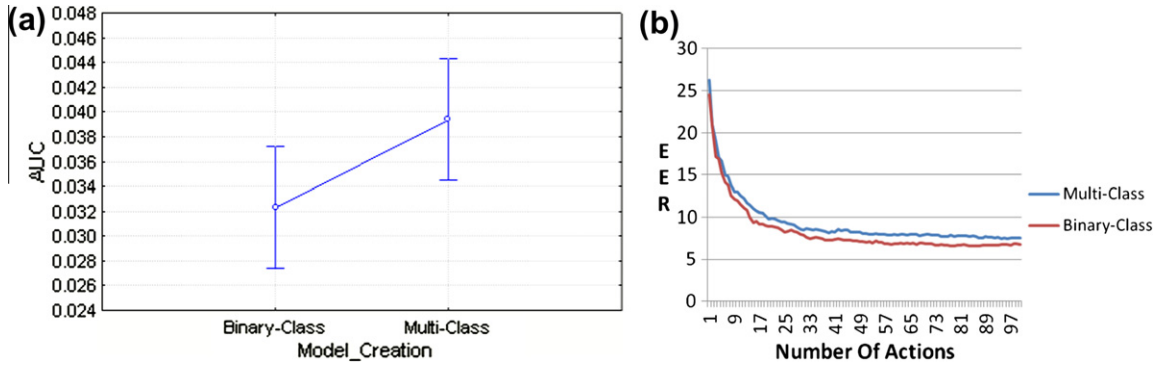 (a)
AUC
0.048
0.046
0.044
0.042
0.040
0.038
0.036
0.034
0.032
0.030
0.028
0.026
0.024
Binary-Class
Multi-Class
Model_Creation
(b)
E
E
R
30
25
20
15
10
5
0
1
9
17
25
33
41
49
57
65
73
81
89
97
Number Of Actions
Multi-Class
Binary-Class